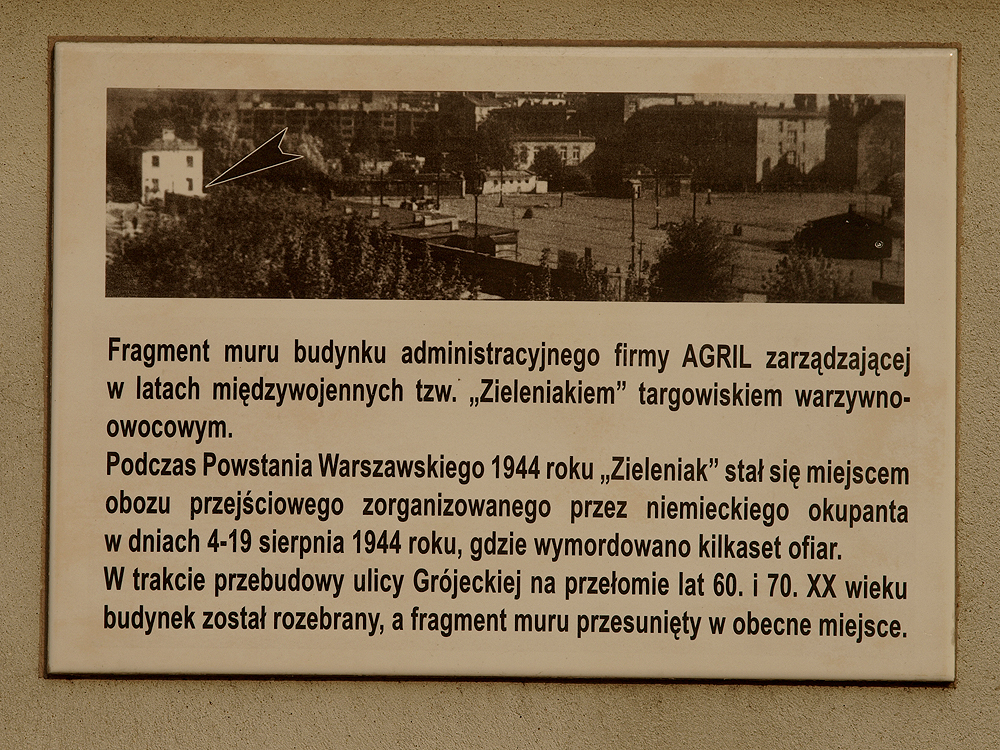 Fragment muru budynku administracyjnego firmy AGRIL zarządzającej
w latach międzywojennych tzw. „Zieleniakiem” targowiskiem warzywno-
owocowym.
Podczas Powstania Warszawskiego 1944 roku „Zieleniak” stał się miejscem
obozu przejściowego zorganizowanego przez niemieckiego okupanta
w dniach 4-19 sierpnia 1944 roku, gdzie wymordowano kilkaset ofiar.
W trakcie przebudowy ulicy Grójeckiej na przełomie lat 60. i 70. XX wieku
budynek został rozebrany, a fragment muru przesunięty w obecne miejsce.